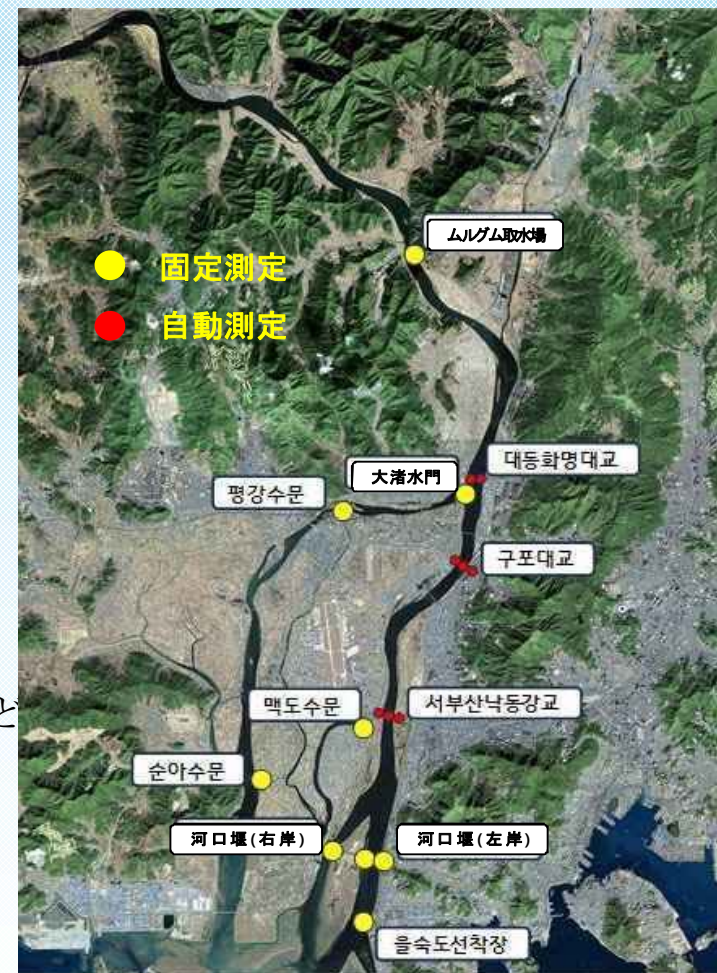 ムルグム取水場
固定測定
自動測定
大渚水門
대동화명대교
평강수문
구포대교
ど
맥도수문
서부산낙동강교
순아수문
河口堰(右岸)
河口堰(左岸)
을숙도선착장